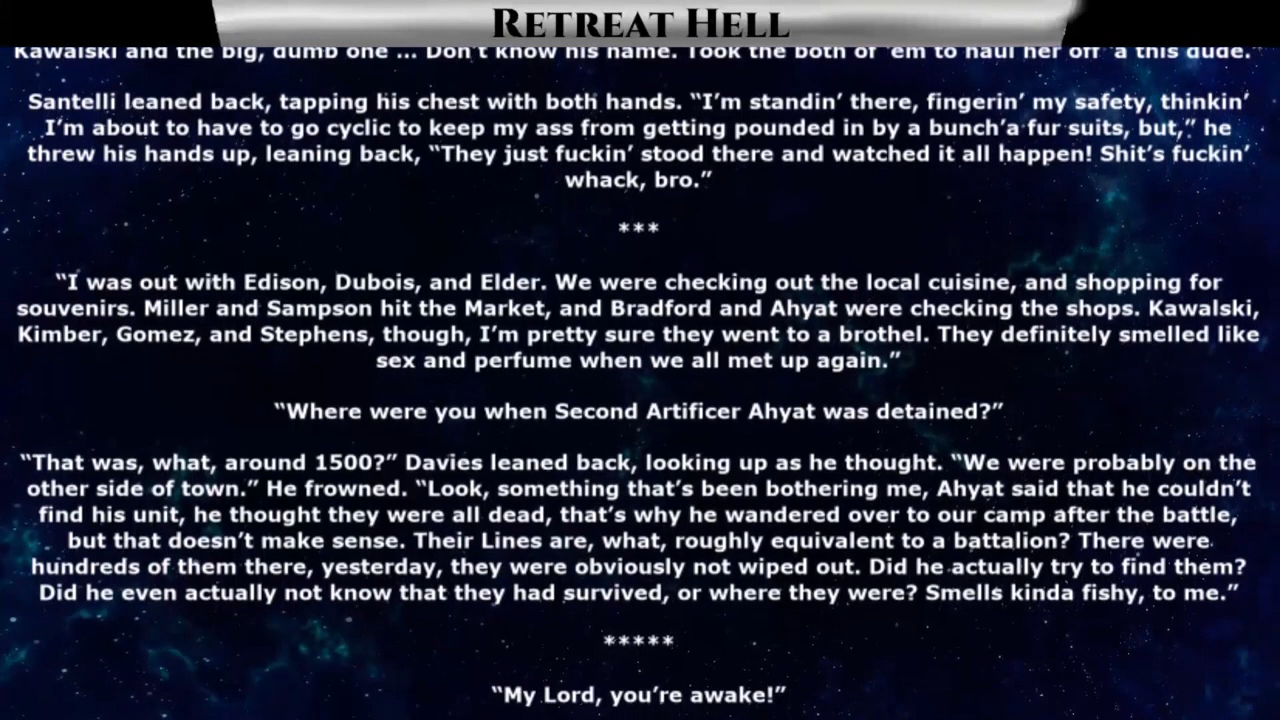 RETREAT HELL
Kawalski and the big, dumb one ... Don't know his name. Took the both of 'em to haul her off 'a this dude."
Santelli leaned back, tapping his chest with both hands. “I’m standin’ there, fingerin’ my safety, thinkin’
I’m about to have to go cyclic to keep my ass from getting pounded in by a bunch’a fur suits, but,” he
threw his hands up, leaning back, “They just fuckin’ stood there and watched it all happen! Shit’s fuckin’
whack, bro.”
***
“I was out with Edison, Dubois, and Elder. We were checking out the local cuisine, and shopping for
souvenirs. Miller and Sampson hit the Market, and Bradford and Ahyat were checking the shops. Kawalski,
Kimber, Gomez, and Stephens, though, I’m pretty sure they went to a brothel. They definitely smelled like
sex and perfume when we all met up again.”
“Where were you when Second Artificer Ahyat was detained?”
“That was, what, around 1500?” Davies leaned back, looking up as he thought. “We were probably on the
other side of town.” He frowned. “Look, something that’s been bothering me, Ahyat said that he couldn’t
find his unit, he thought they were all dead, that’s why he wandered over to our camp after the battle,
but that doesn’t make sense. Their Lines are, what, roughly equivalent to a battalion? There were
hundreds of them there, yesterday, they were obviously not wiped out. Did he actually try to find them?
Did he even actually not know that they had survived, or where they were? Smells kinda fishy, to me.”
*****
“My Lord, you’re awake!”